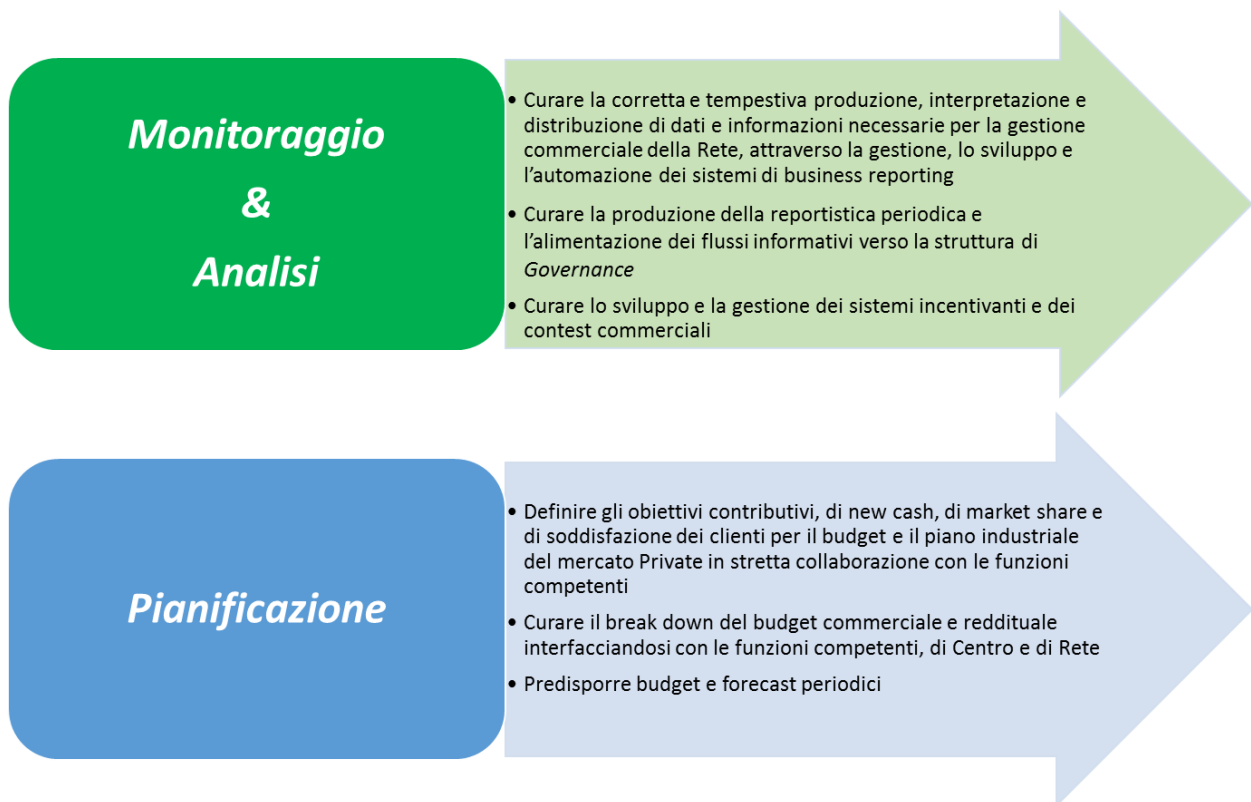 Monitoraggio
&
Analisi
• Curare la corretta e tempestiva produzione, interpretazione e
distribuzione di dati e informazioni necessarie per la gestione
commerciale della Rete, attraverso la gestione, lo sviluppo e
l’automazione dei sistemi di business reporting
• Curare la produzione della reportistica periodica e
l’alimentazione dei flussi informativi verso la struttura di
Governance
• Curare lo sviluppo e la gestione dei sistemi incentivanti e dei
contest commerciali
Pianificazione
• Definire gli obiettivi contributivi, di new cash, di market share e
di soddisfazione dei clienti per il budget e il piano industriale
del mercato Private in stretta collaborazione con le funzioni
competenti
• Curare il break down del budget commerciale e reddituale
interfacciandosi con le funzioni competenti, di Centro e di Rete
• Predisporre budget e forecast periodici